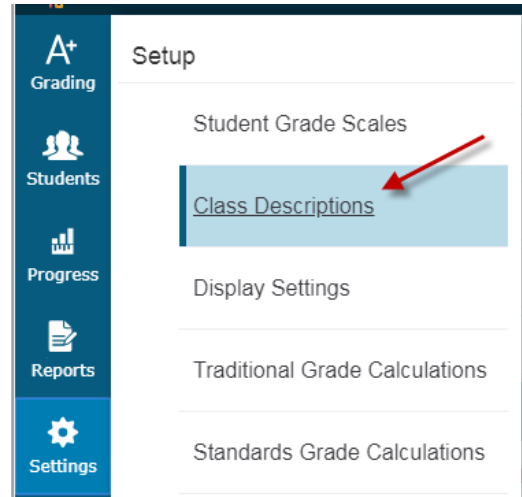 A+
Grading
Students
Progress
Reports
Settings
Setup
Student Grade Scales
Class Descriptions
Display Settings
Traditional Grade Calculations
Standards Grade Calculations